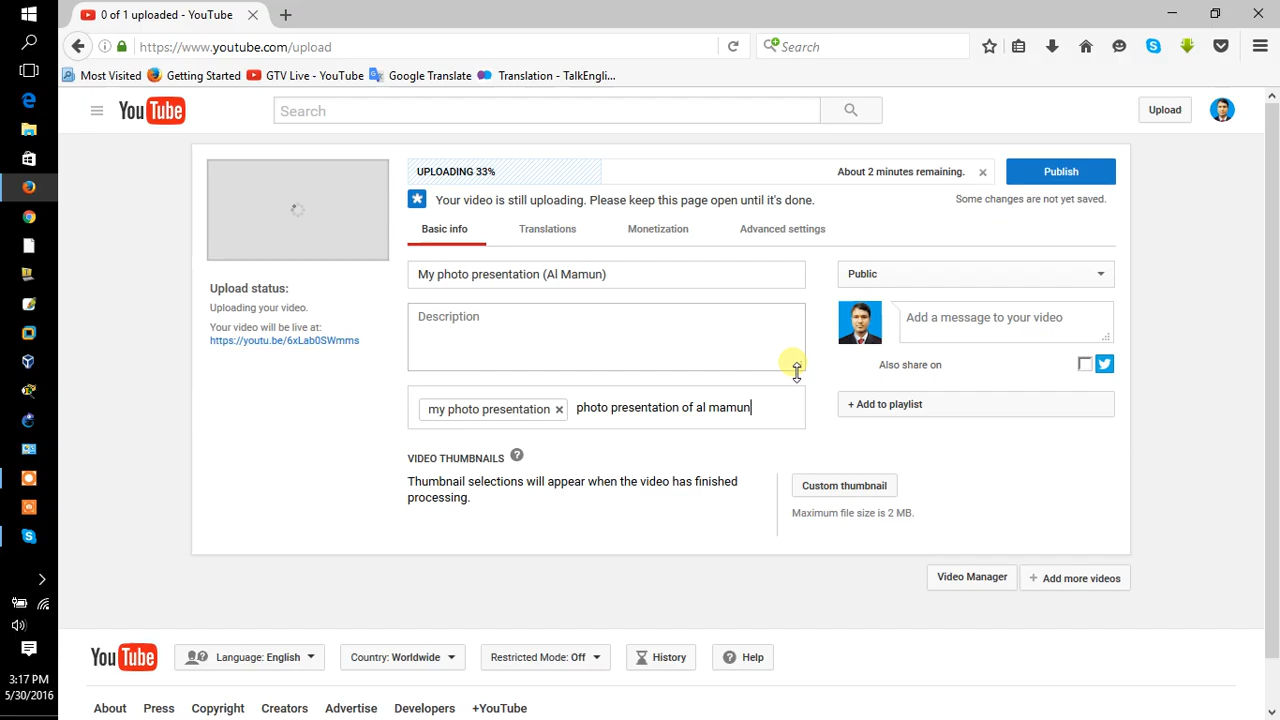 0 of 1 uploaded - YouTube
https://www.youtube.com/upload
Search
Most Visited
Getting Started
GTV Live - YouTube
Google Translate
Translation - TalkEngli...
YouTube
Search
Upload
UPLOADING 33%
About 2 minutes remaining.
Publish
Your video is still uploading. Please keep this page open until it's done.
Some changes are not yet saved.
Basic info
Translations
Monetization
Advanced settings
My photo presentation (Al Mamun)
Public
Upload status:
Uploading your video.
Your video will be live at:
https://youtu.be/6xLab0SWmms
Description
Add a message to your video
Also share on
my photo presentation
photo presentation of al mamun
+ Add to playlist
VIDEO THUMBNAILS
Thumbnail selections will appear when the video has finished
processing.
Custom thumbnail
Maximum file size is 2 MB.
Video Manager
+ Add more videos
YouTube
Language: English
Country: Worldwide
Restricted Mode: Off
History
Help
About
Press
Copyright
Creators
Advertise
Developers
+YouTube
3:17 PM
5/30/2016